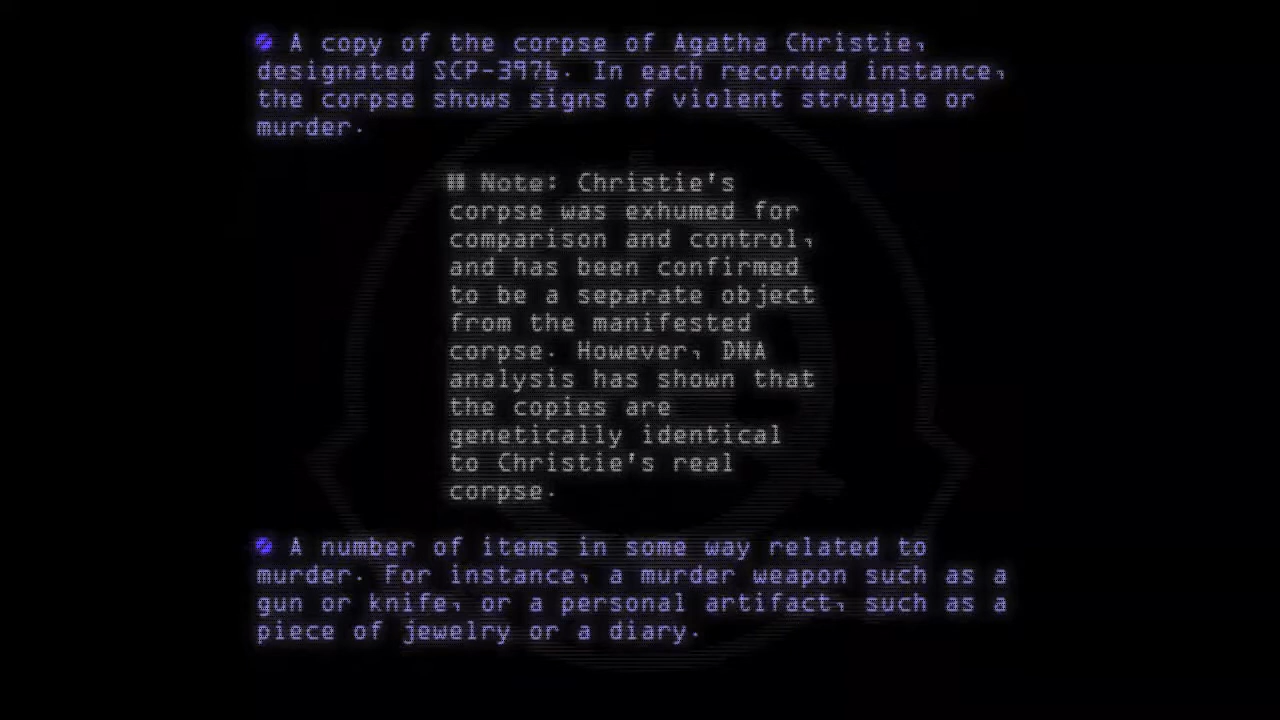 A copy of the corpse of Agatha Christie,
designated SCP-3976. In each recorded instance,
the corpse shows signs of violent struggle or
murder.
Note: Christie's
corpse was exhumed for
comparison and control,
and has been confirmed
to be a separate object
from the manifested
corpse. However, DNA
analysis has shown that
the copies are
genetically identical
to Christie's real
corpse.
A number of items in some way related to
murder. For instance, a murder weapon such as a
gun or knife, or a personal artifact, such as a
piece of jewelry or a diary.